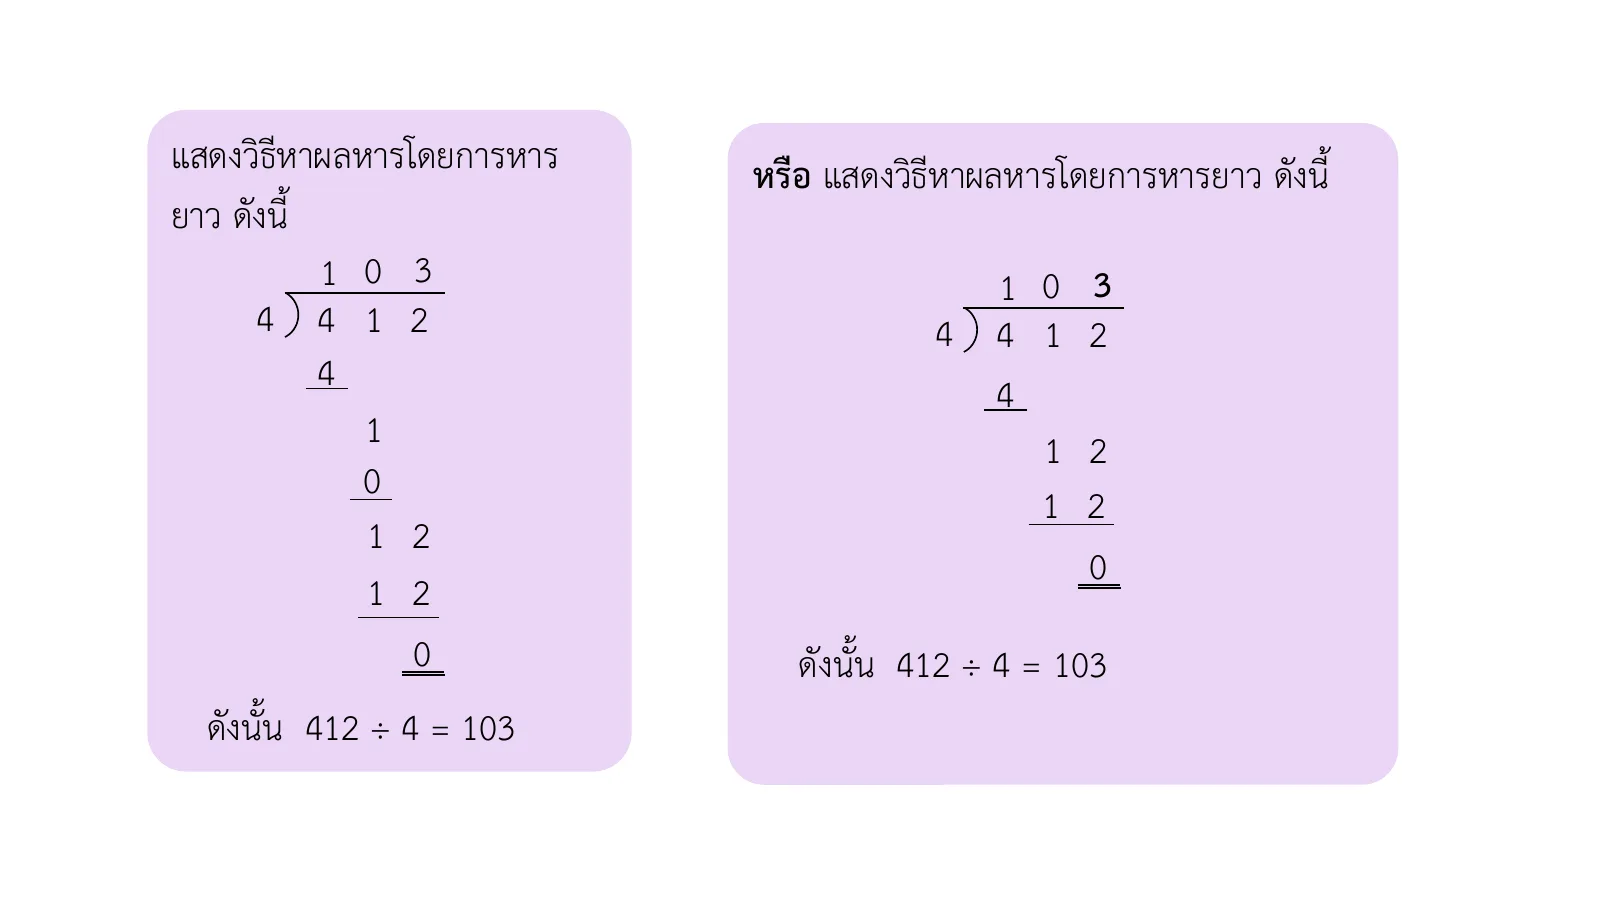 แสดงวิธีหาผลหารโดยการหาร
ยาว ดังนี้
1 0 3
4 ) 4 1 2
4
1
0
1 2
1 2
0
ดังนั้น 412 ÷ 4 = 103
หรือ แสดงวิธีหาผลหารโดยการหารยาว ดังนี้
1 0 3
4 ) 4 1 2
4
1 2
1 2
0
ดังนั้น 412 ÷ 4 = 103